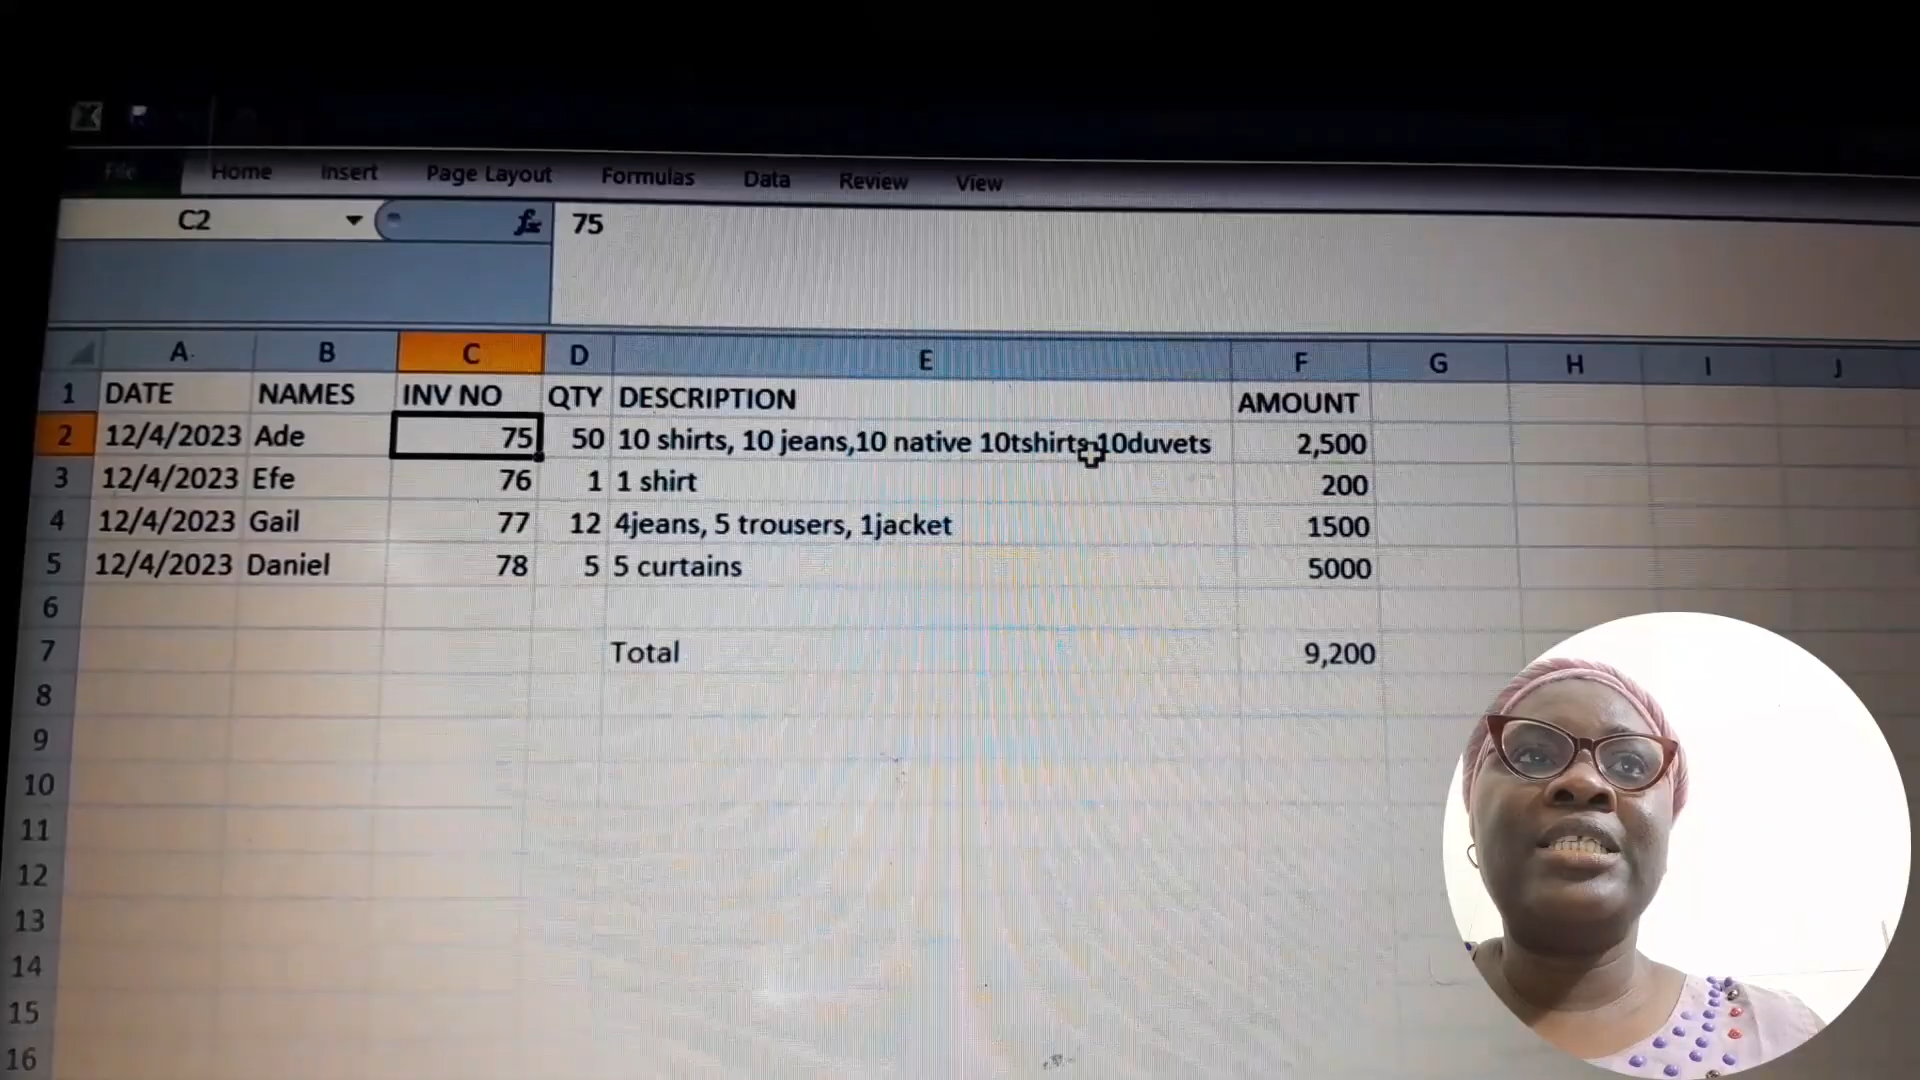 File Home Insert Page Layout Formulas Data Review View
C2 fx 75
A B C D E F G H I J
1 DATE NAMES INV NO QTY DESCRIPTION AMOUNT
2 12/4/2023 Ade 75 50 10 shirts, 10 jeans,10 native 10tshirts 10duvets 2,500
3 12/4/2023 Efe 76 1 1 shirt 200
4 12/4/2023 Gail 77 12 4jeans, 5 trousers, 1jacket 1500
5 12/4/2023 Daniel 78 5 5 curtains 5000
6
7 Total 9,200
8
9
10
11
12
13
14
15
16